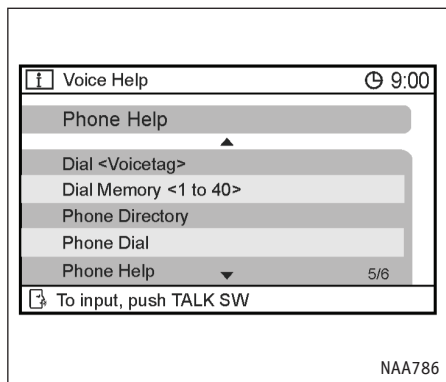 Voice Help 9:00
Phone Help
Dial <Voicetag>
Dial Memory <1 to 40>
Phone Directory
Phone Dial
Phone Help 5/6
To input, push TALK SW
NAA786